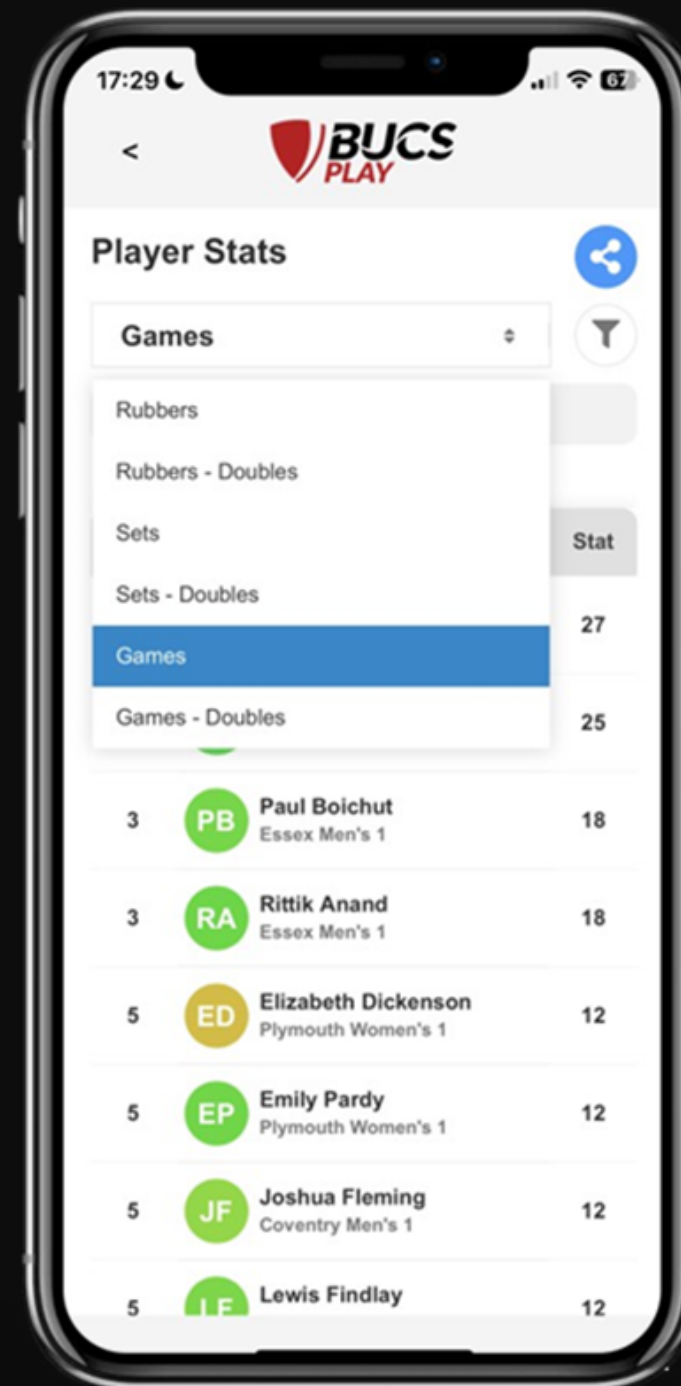 17:29
67
<
BUCS
PLAY
Player Stats
Games
Rubbers
Rubbers - Doubles
Sets
Stat
Sets - Doubles
27
Games
Games - Doubles
25
3 PB Paul Boichut 18
Essex Men's 1
3 RA Rittik Anand 18
Essex Men's 1
5 ED Elizabeth Dickenson 12
Plymouth Women's 1
5 EP Emily Pardy 12
Plymouth Women's 1
5 JF Joshua Fleming 12
Coventry Men's 1
5 LF Lewis Findlay 12